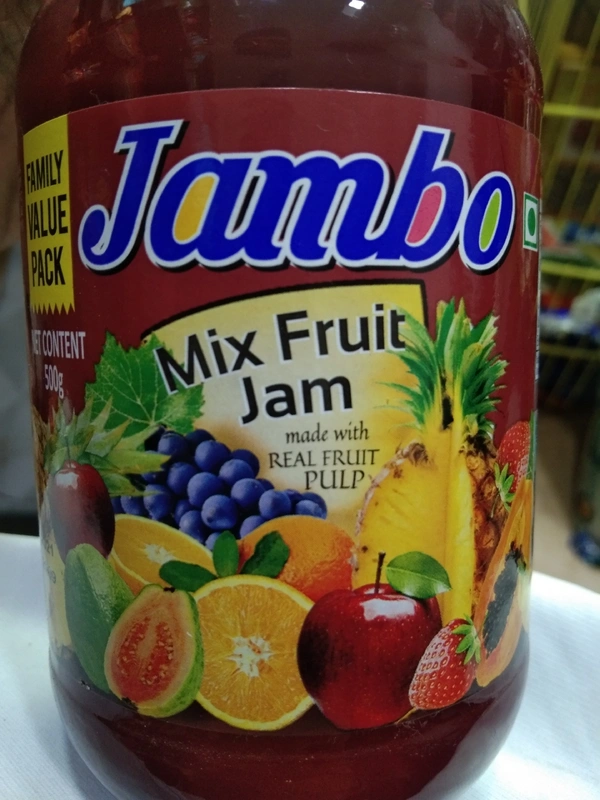 FAMILY
VALUE
PACK
Jambo
NET CONTENT
500g
Mix Fruit
Jam
made with
REAL FRUIT
PULP